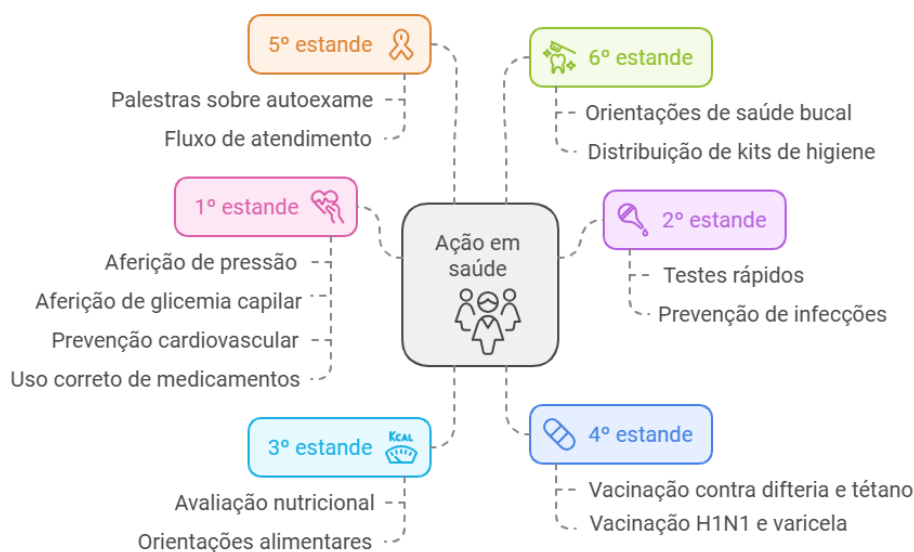 5º estande
Palestras sobre autoexame
Fluxo de atendimento
6º estande
Orientações de saúde bucal
Distribuição de kits de higiene
1º estande
Aferição de pressão
Aferição de glicemia capilar
Prevenção cardiovascular
Uso correto de medicamentos
Ação em
saúde
2º estande
Testes rápidos
Prevenção de infecções
3º estande
KCAL
Avaliação nutricional
Orientações alimentares
4º estande
Vacinação contra difteria e tétano
Vacinação H1N1 e varicela